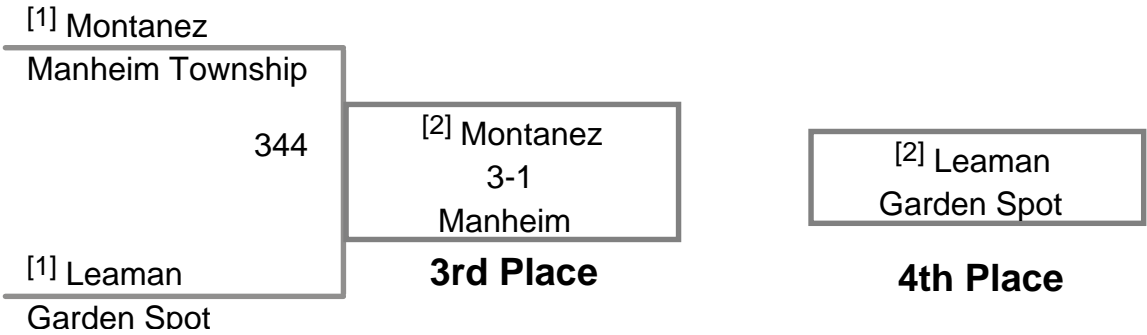 [1] Montanez
Manheim Township
344
[2] Montanez
3-1
Manheim
3rd Place
[2] Leaman
Garden Spot
4th Place
[1] Leaman
Garden Spot